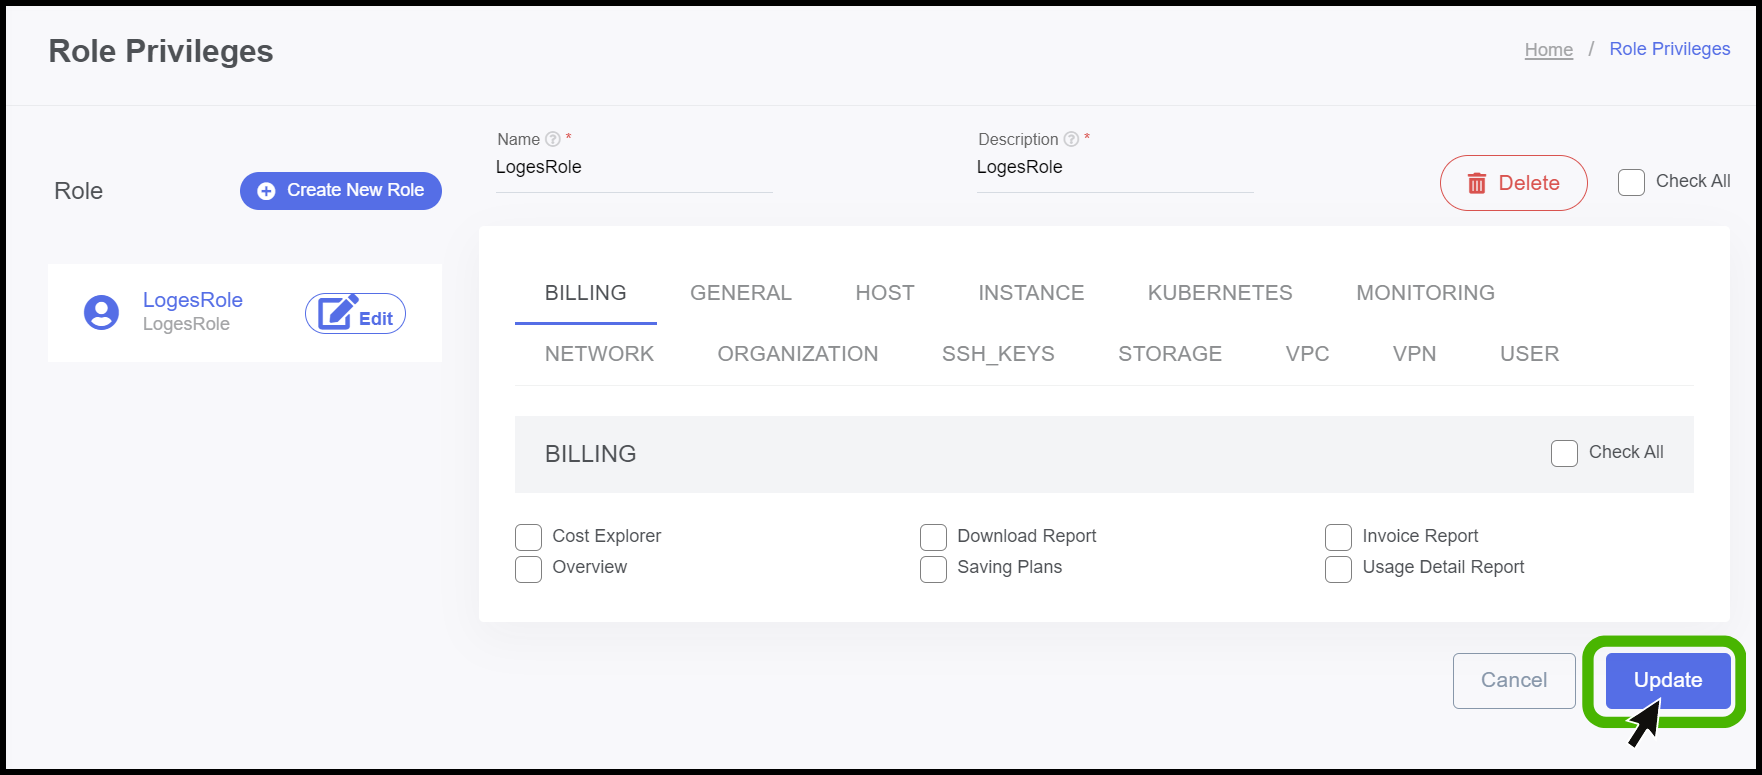 Role Privileges
Home / Role Privileges
Role
Create New Role
LogesRole
LogesRole
Edit
Name ? *
LogesRole
Description ? *
LogesRole
Delete
Check All
BILLING GENERAL HOST INSTANCE KUBERNETES MONITORING
NETWORK ORGANIZATION SSH_KEYS STORAGE VPC VPN USER
BILLING
Check All
Cost Explorer Download Report Invoice Report
Overview Saving Plans Usage Detail Report
Cancel Update